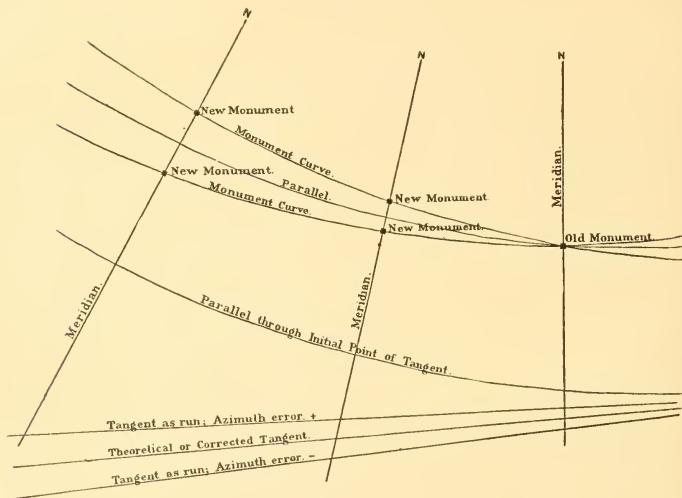 N
N
N
New Monument
Monument Curve.
New Monument.
Parallel.
Monument Curve.
New Monument.
New Monument.
Old Monument.
Meridian.
Meridian.
Meridian.
Parallel through Initial Point of Tangent.
Tangent as run; Azimuth error. +
Theoretical or Corrected Tangent.
Tangent as run; Azimuth error. –